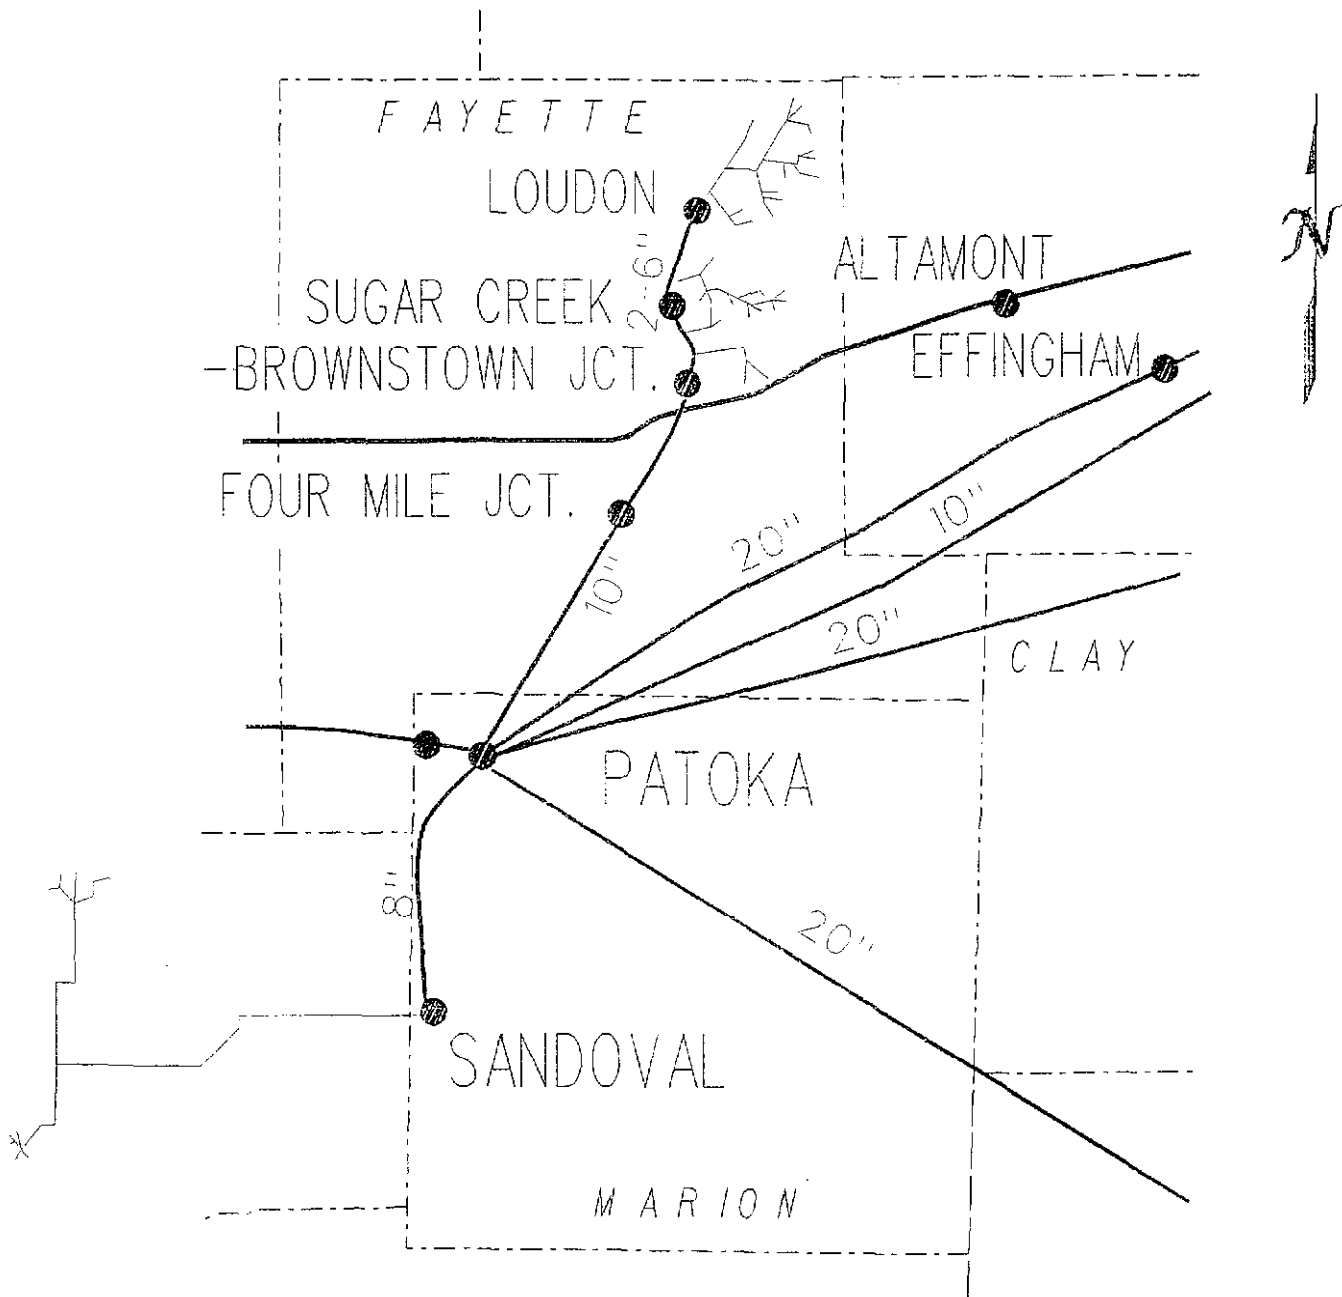 FAYETTE
LOUDON
2-6"
N
ALTAMONT
SUGAR CREEK
-BROWNSTOWN JCT.
EFFINGHAM
FOUR MILE JCT.
10"
20"
10"
20"
CLAY
PATOKA
8"
20"
SANDOVAL
MARION